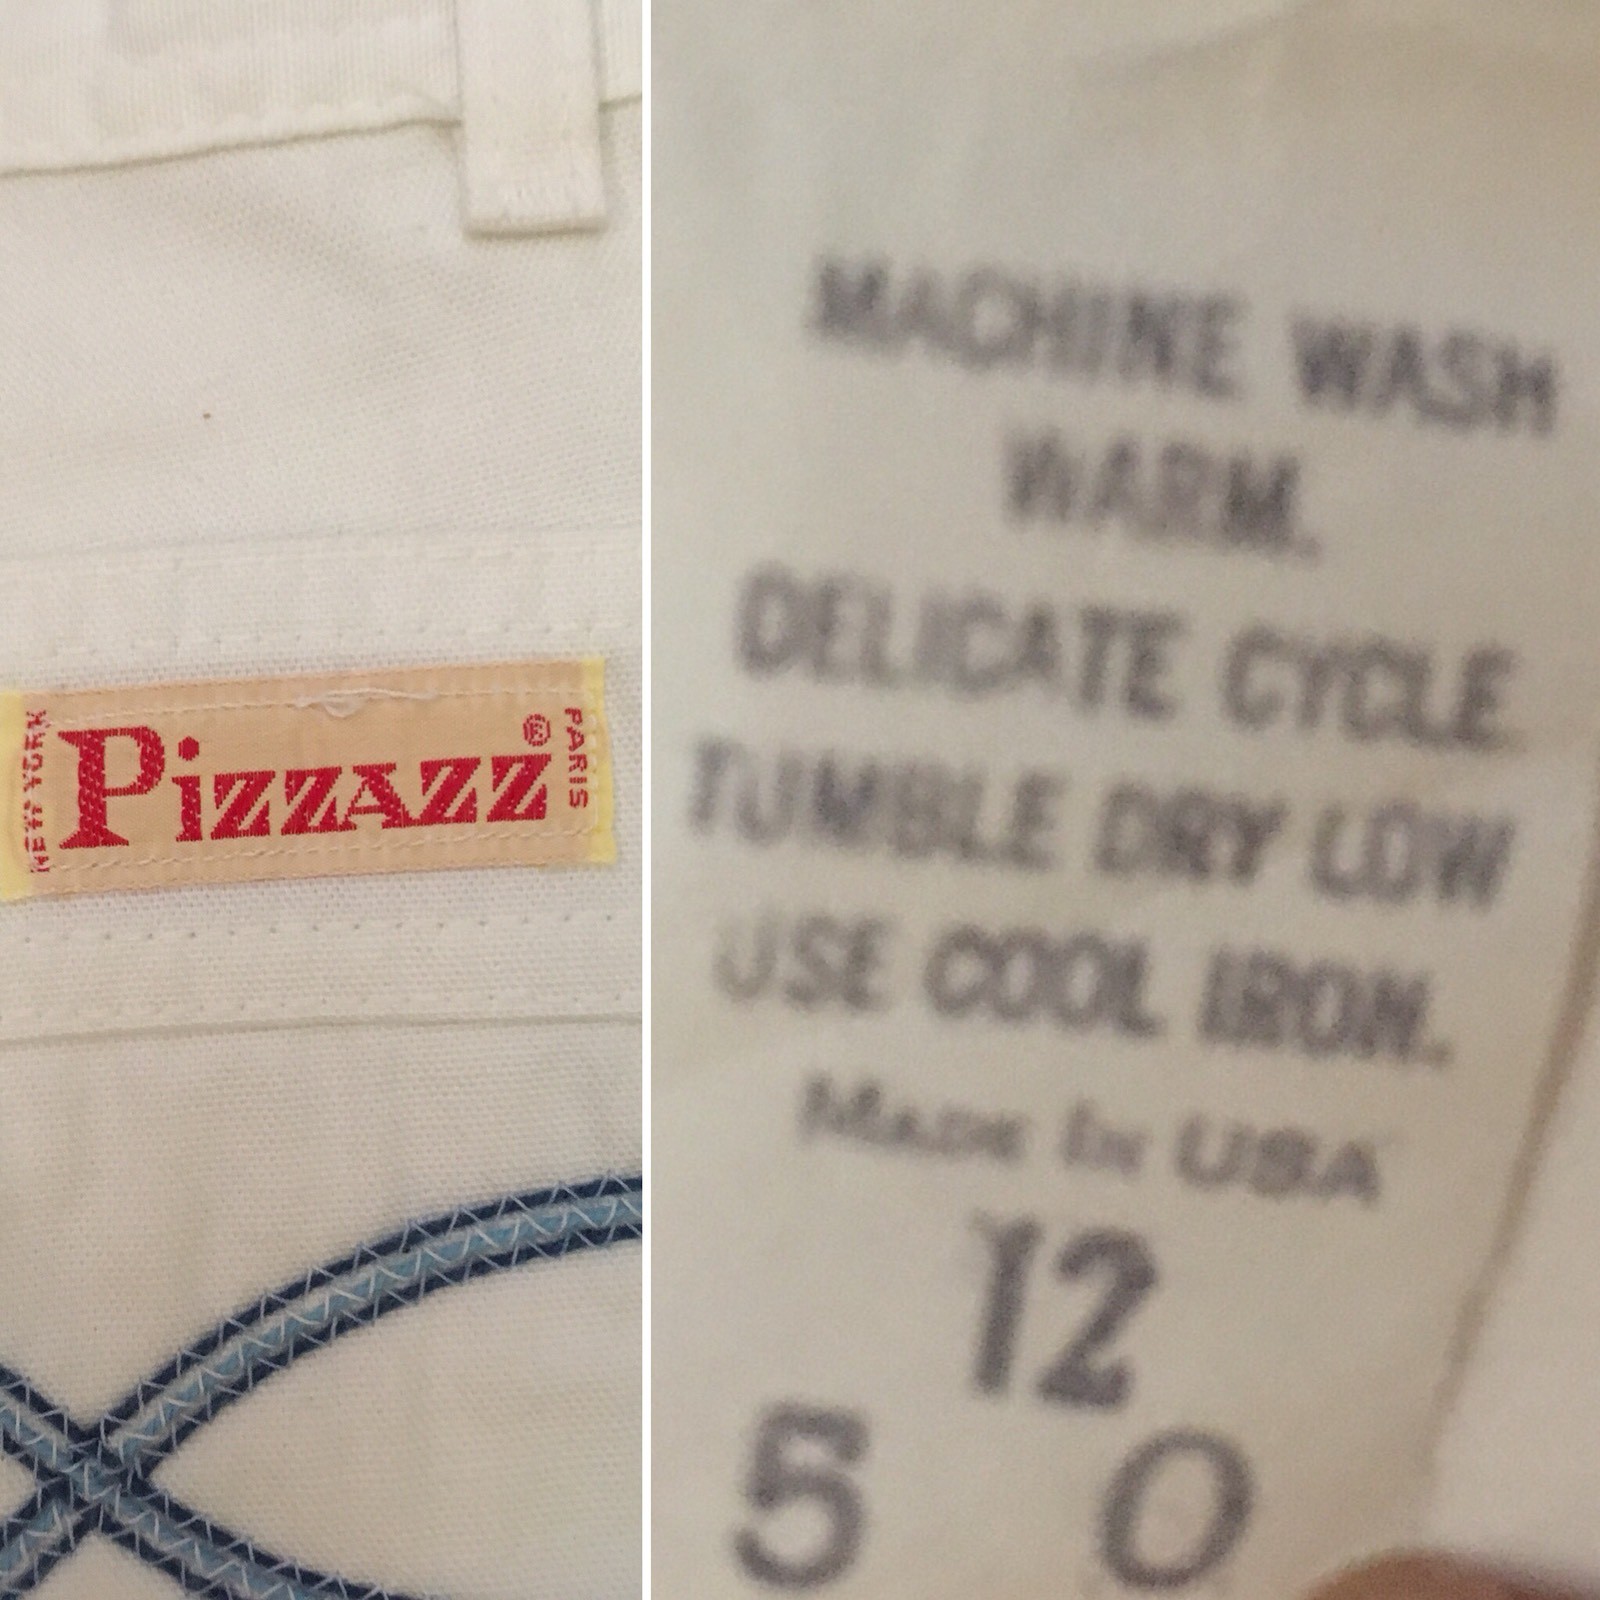 NEW YORK
PizzAzz®
PARIS
MACHINE WASH
WARM.
DELICATE CYCLE
TUMBLE DRY LOW
USE COOL IRON.
MADE IN USA
12
5 0